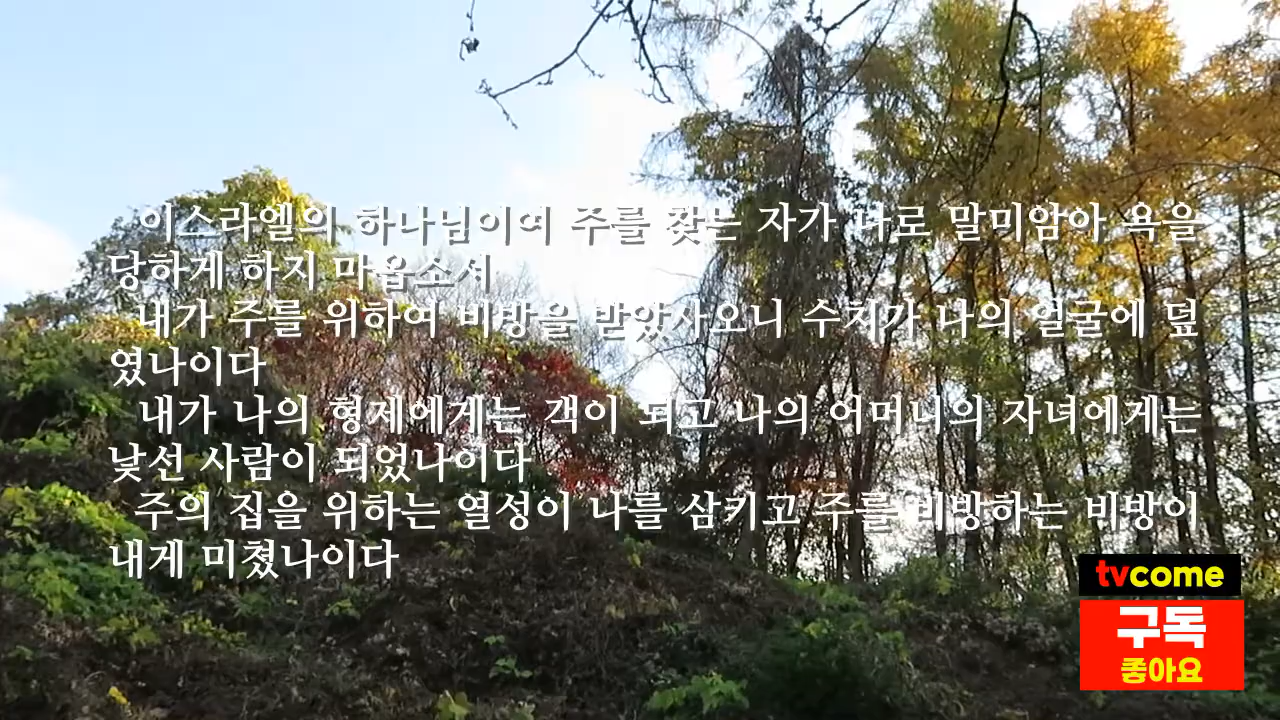 이스라엘의 하나님이여 주를 찾는 자가 나로 말미암아 욕을
당하게 하지 마옵소서
내가 주를 위하여 비방을 받았사오니 수치가 나의 얼굴에 덮
였나이다
내가 나의 형제에게는 객이 되고 나의 어머니의 자녀에게는
낯선 사람이 되었나이다
주의 집을 위하는 열성이 나를 삼키고 주를 비방하는 비방이
내게 미쳤나이다
tvcome
구독
좋아요